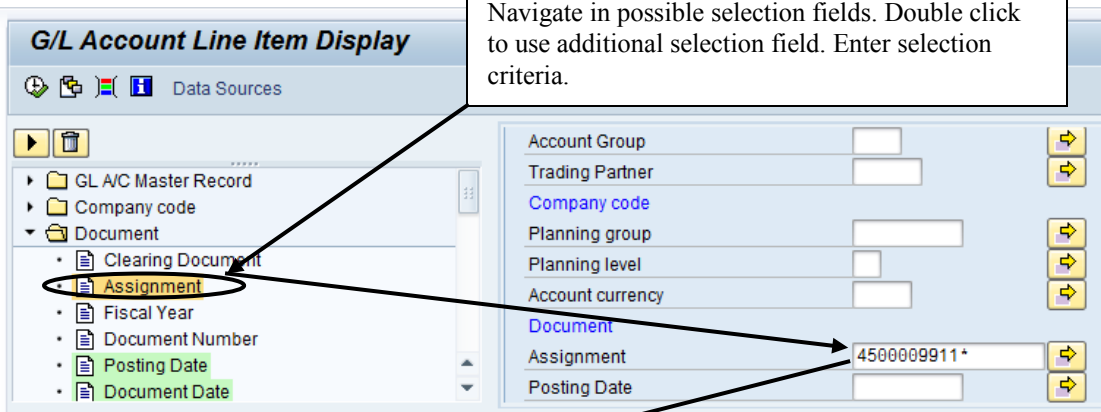 Navigate in possible selection fields. Double click
to use additional selection field. Enter selection
criteria.
G/L Account Line Item Display
Data Sources
GL A/C Master Record
Company code
Document
Clearing Document
Assignment
Fiscal Year
Document Number
Posting Date
Document Date
Account Group
Trading Partner
Company code
Planning group
Planning level
Account currency
Document
Assignment 4500009911*
Posting Date